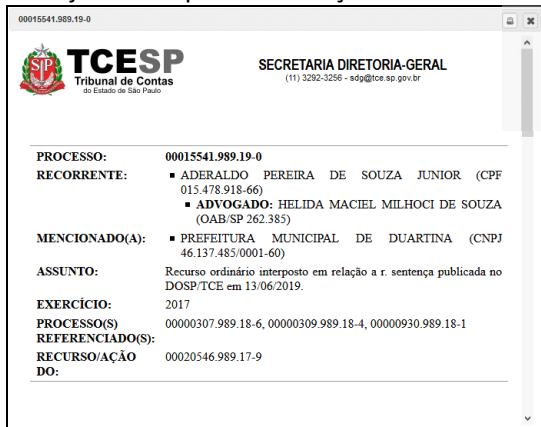 00015541.989.19-0
SP
TCESP
Tribunal de Contas
do Estado de São Paulo
SECRETARIA DIRETORIA-GERAL
(11) 3292-3256 - sdg@tce.sp.gov.br
PROCESSO: 00015541.989.19-0
RECORRENTE: ▪ ADERALDO PEREIRA DE SOUZA JUNIOR (CPF
015.478.918-66)
▪ ADVOGADO: HELIDA MACIEL MILHOCI DE SOUZA
(OAB/SP 262.385)
MENCIONADO(A): ▪ PREFEITURA MUNICIPAL DE DUARTINA (CNPJ
46.137.485/0001-60)
ASSUNTO: Recurso ordinário interposto em relação a r. sentença publicada no
DOSP/TCE em 13/06/2019.
EXERCÍCIO: 2017
PROCESSO(S) 00000307.989.18-6, 00000309.989.18-4, 00000930.989.18-1
REFERENCIADO(S):
RECURSO/AÇÃO 00020546.989.17-9
DO: